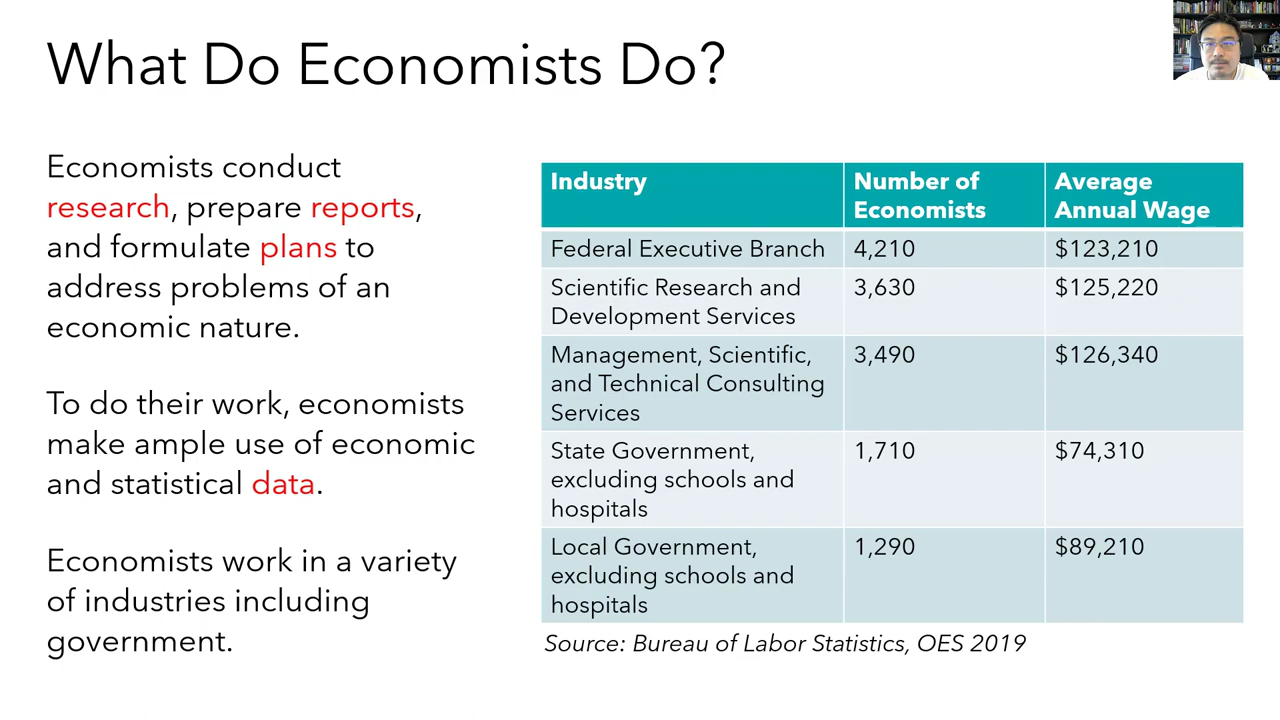 What Do Economists Do?
Economists conduct
research, prepare reports,
and formulate plans to
address problems of an
economic nature.
To do their work, economists
make ample use of economic
and statistical data.
Economists work in a variety
of industries including
government.
Industry
Number of
Economists
Average
Annual Wage
Federal Executive Branch
4,210
$123,210
Scientific Research and
Development Services
3,630
$125,220
Management, Scientific,
and Technical Consulting
Services
3,490
$126,340
State Government,
excluding schools and
hospitals
1,710
$74,310
Local Government,
excluding schools and
hospitals
1,290
$89,210
Source: Bureau of Labor Statistics, OES 2019